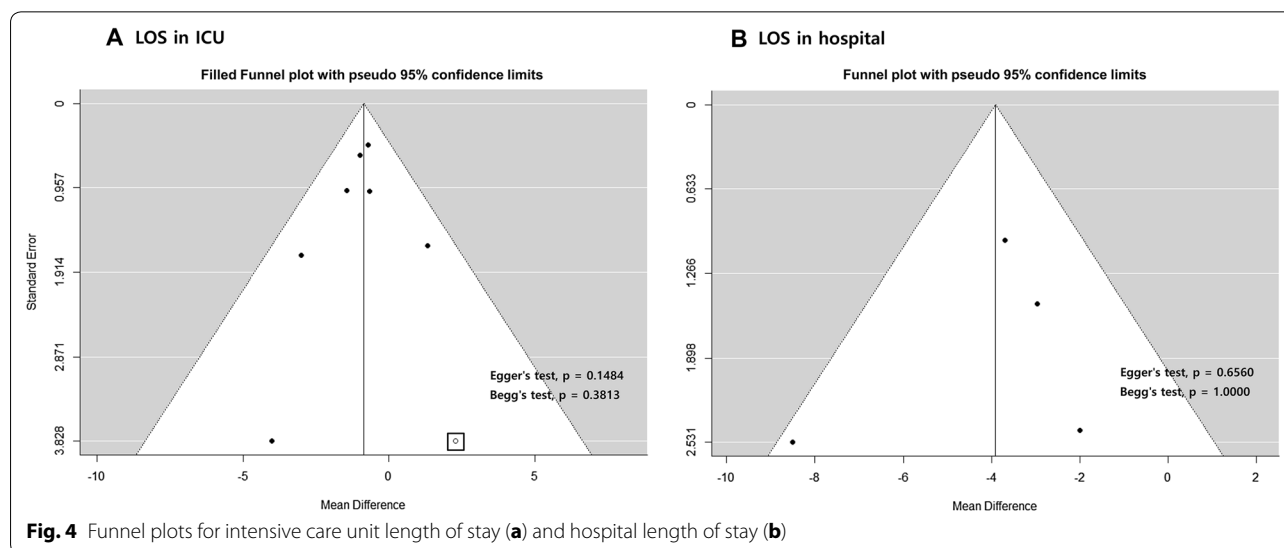 A LOS in ICU
Filled Funnel plot with pseudo 95% confidence limits
Standard Error
0
0.957
1.914
2.871
3.828
Egger's test, p = 0.1484
Begg's test, p = 0.3813
-10 -5 0 5
Mean Difference
B LOS in hospital
Funnel plot with pseudo 95% confidence limits
0
0.633
1.266
1.898
2.531
Egger's test, p = 0.6560
Begg's test, p = 1.0000
-10 -8 -6 -4 -2 0 2
Mean Difference
Fig. 4 Funnel plots for intensive care unit length of stay (a) and hospital length of stay (b)